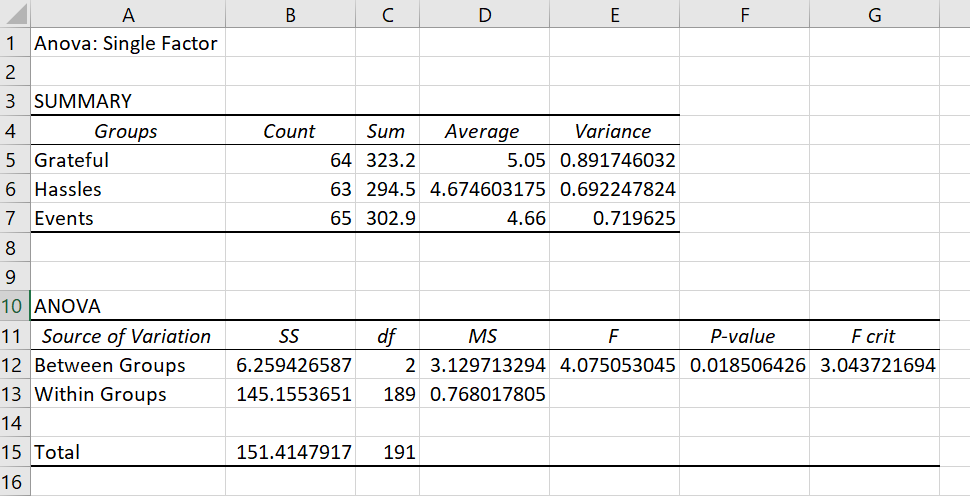 A B C D E F G
1 Anova: Single Factor
2
3 SUMMARY
4 Groups Count Sum Average Variance
5 Grateful 64 323.2 5.05 0.891746032
6 Hassles 63 294.5 4.674603175 0.692247824
7 Events 65 302.9 4.66 0.719625
8
9
10 ANOVA
11 Source of Variation SS df MS F P-value F crit
12 Between Groups 6.259426587 2 3.129713294 4.075053045 0.018506426 3.043721694
13 Within Groups 145.1553651 189 0.768017805
14
15 Total 151.4147917 191
16